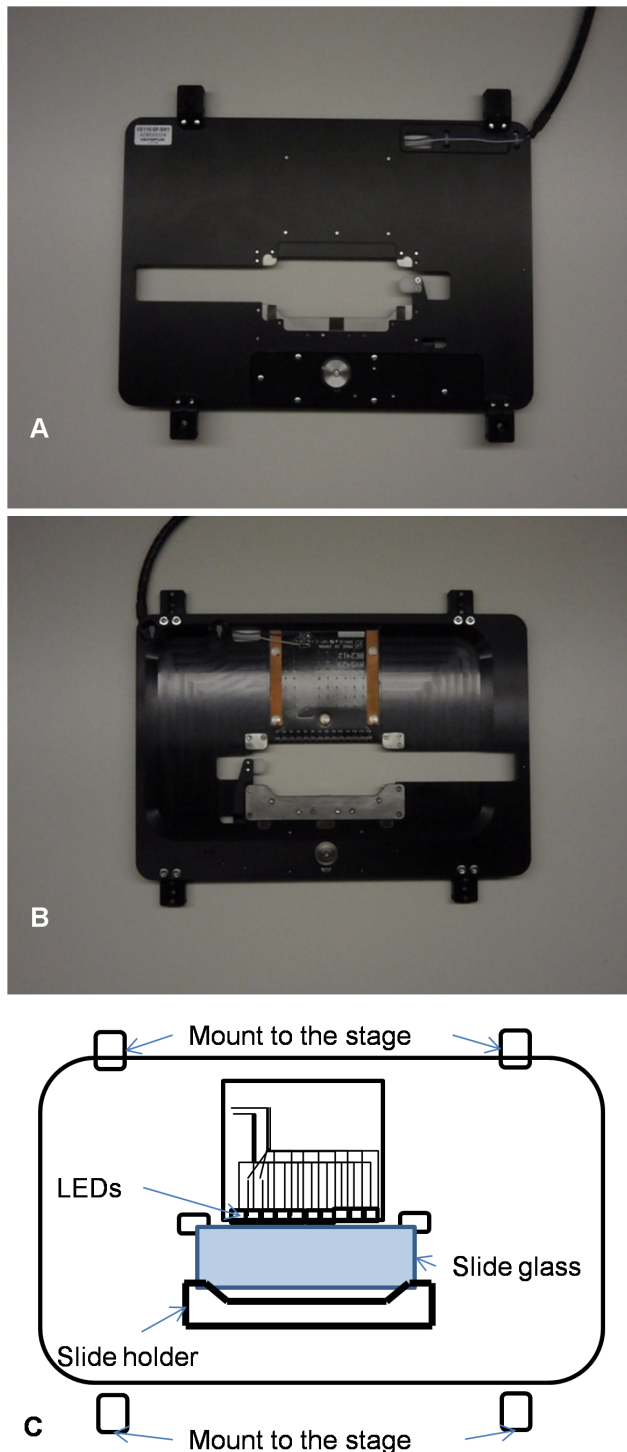 A
B
Mount to the stage
LEDs
Slide glass
Slide holder
C
Mount to the stage